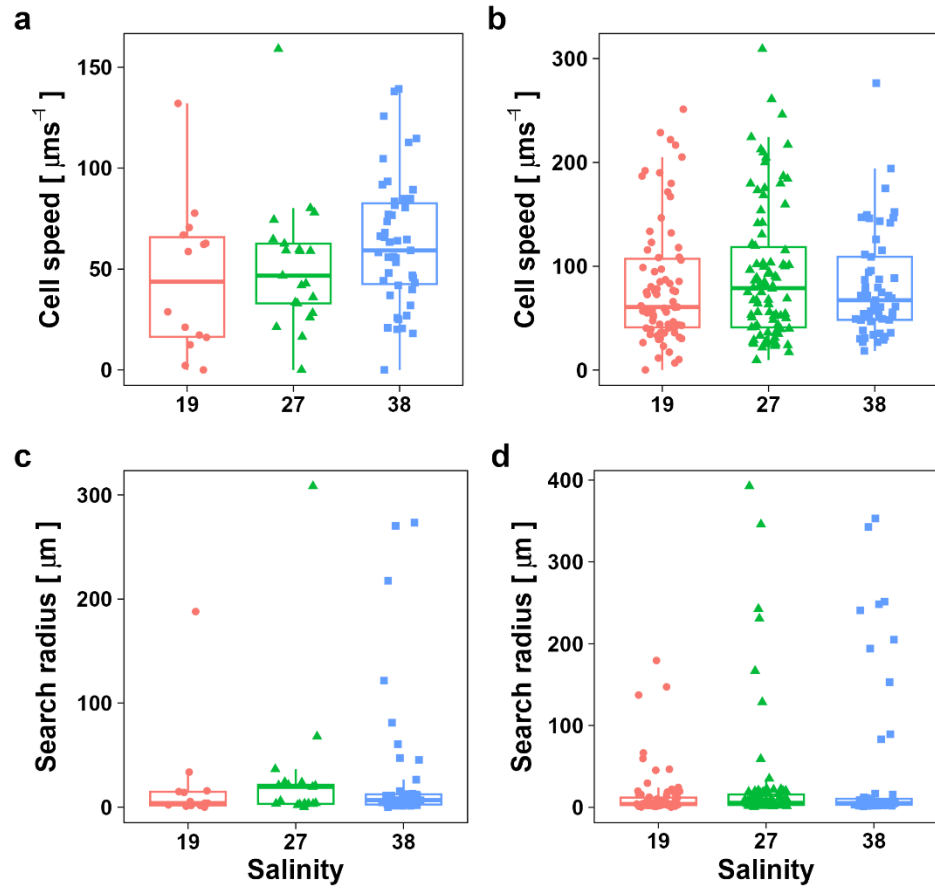 a
Cell speed [ μms⁻¹ ]
150
100
50
0
19 27 38
b
Cell speed [ μms⁻¹ ]
300
200
100
0
19 27 38
c
Search radius [ μm ]
300
200
100
0
19 27 38
Salinity
d
Search radius [ μm ]
400
300
200
100
0
19 27 38
Salinity